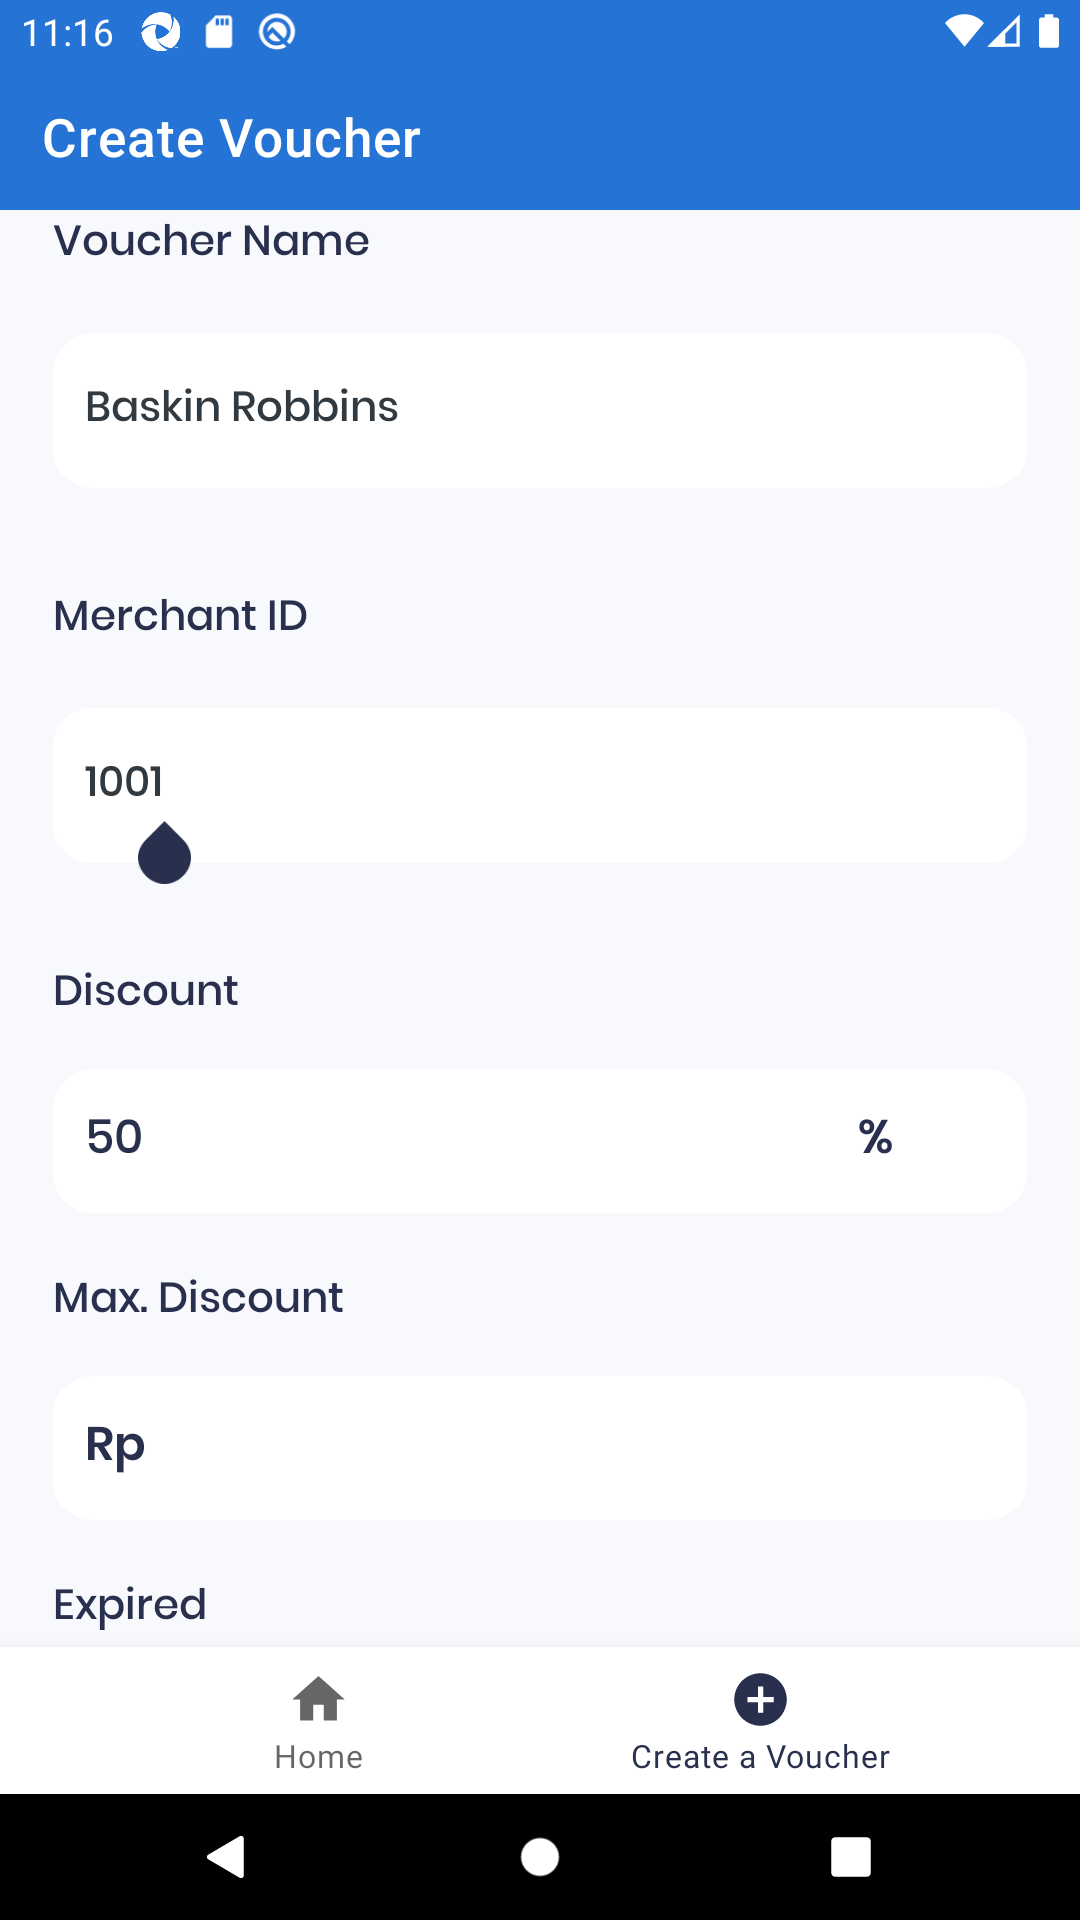 11:16
Create Voucher
Voucher Name
Baskin Robbins
Merchant ID
1001
Discount
50 %
Max. Discount
Rp
Expired
Home
Create a Voucher